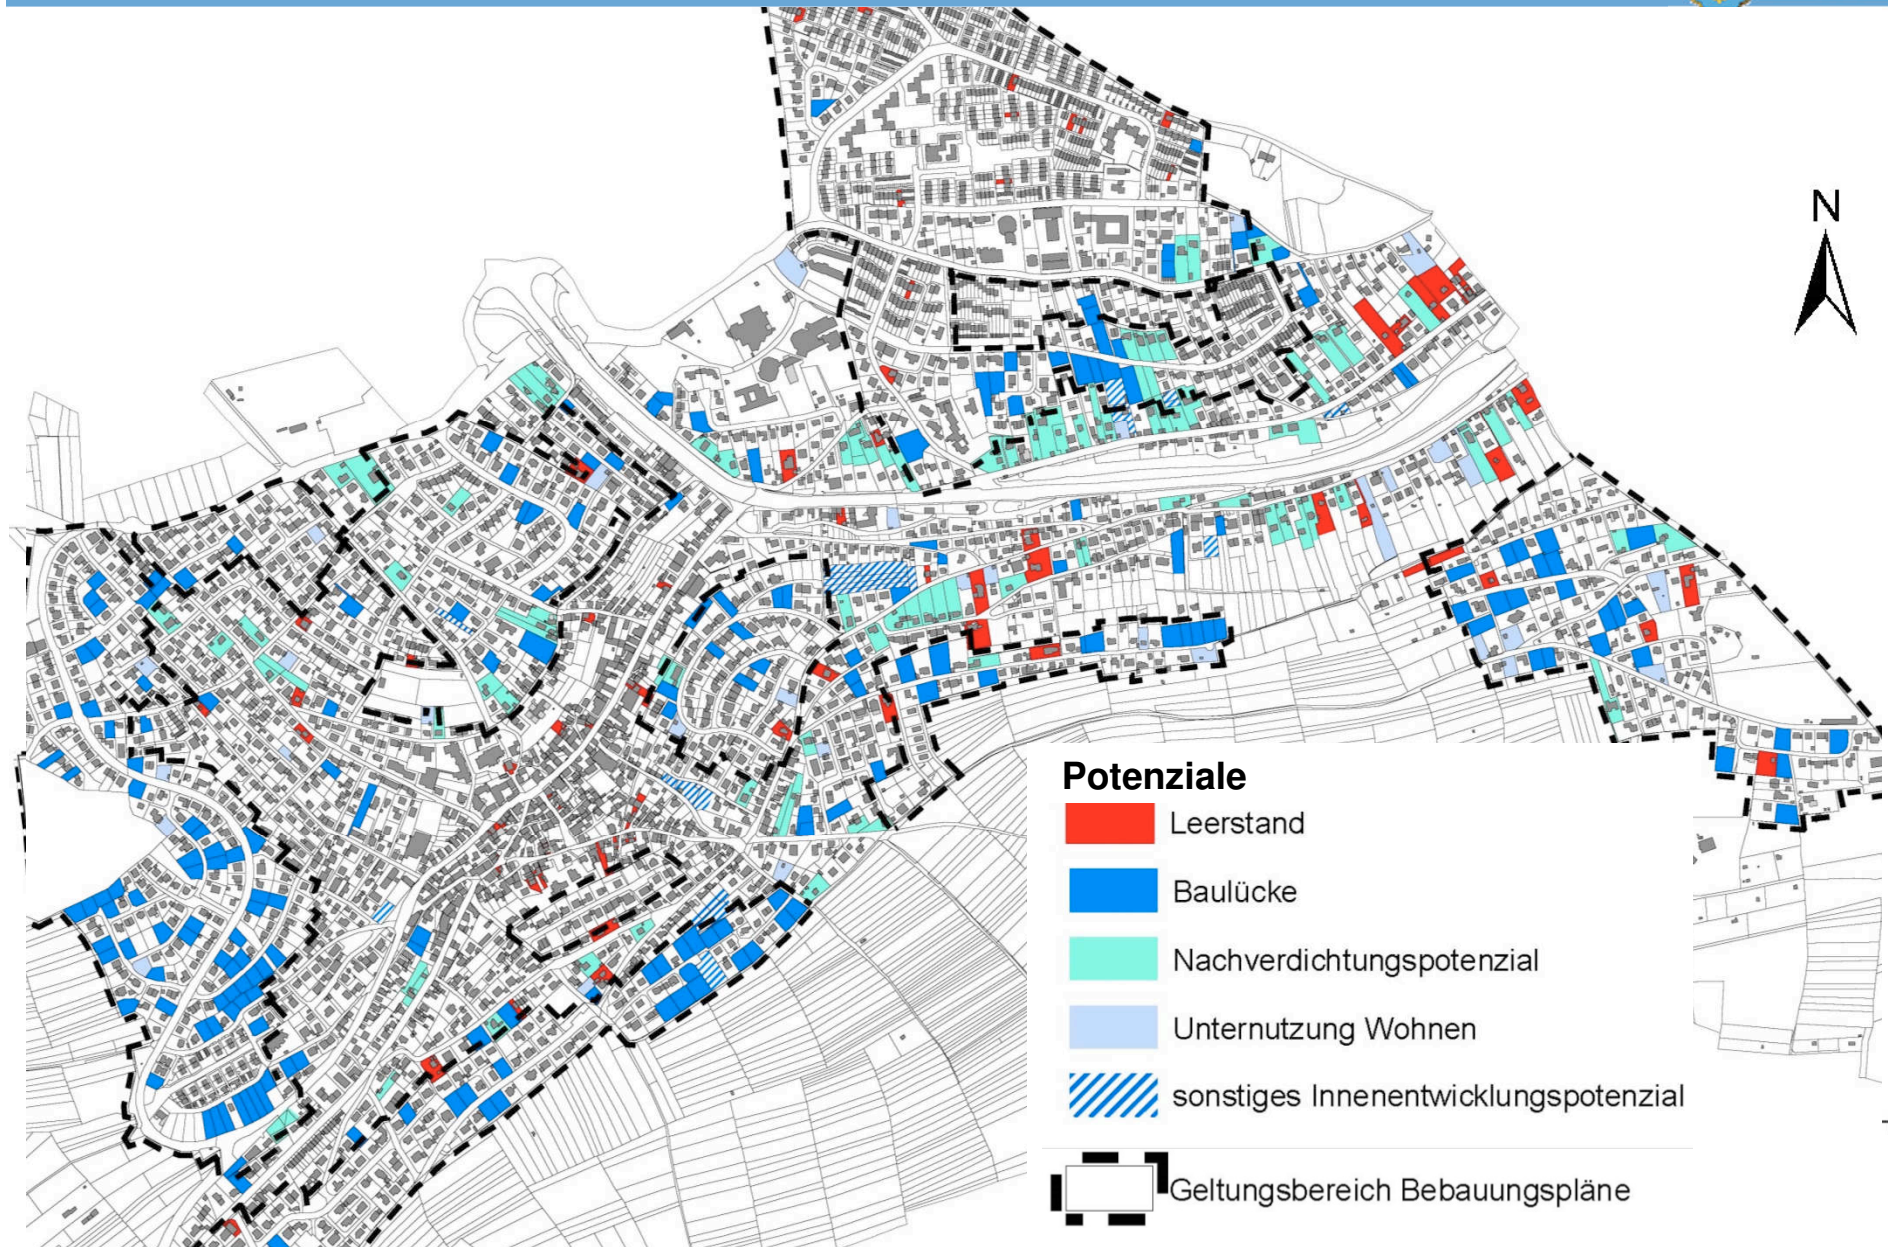 N
Potenziale
Leerstand
Baulücke
Nachverdichtungspotenzial
Unternutzung Wohnen
sonstiges Innenentwicklungspotenzial
Geltungsbereich Bebauungspläne